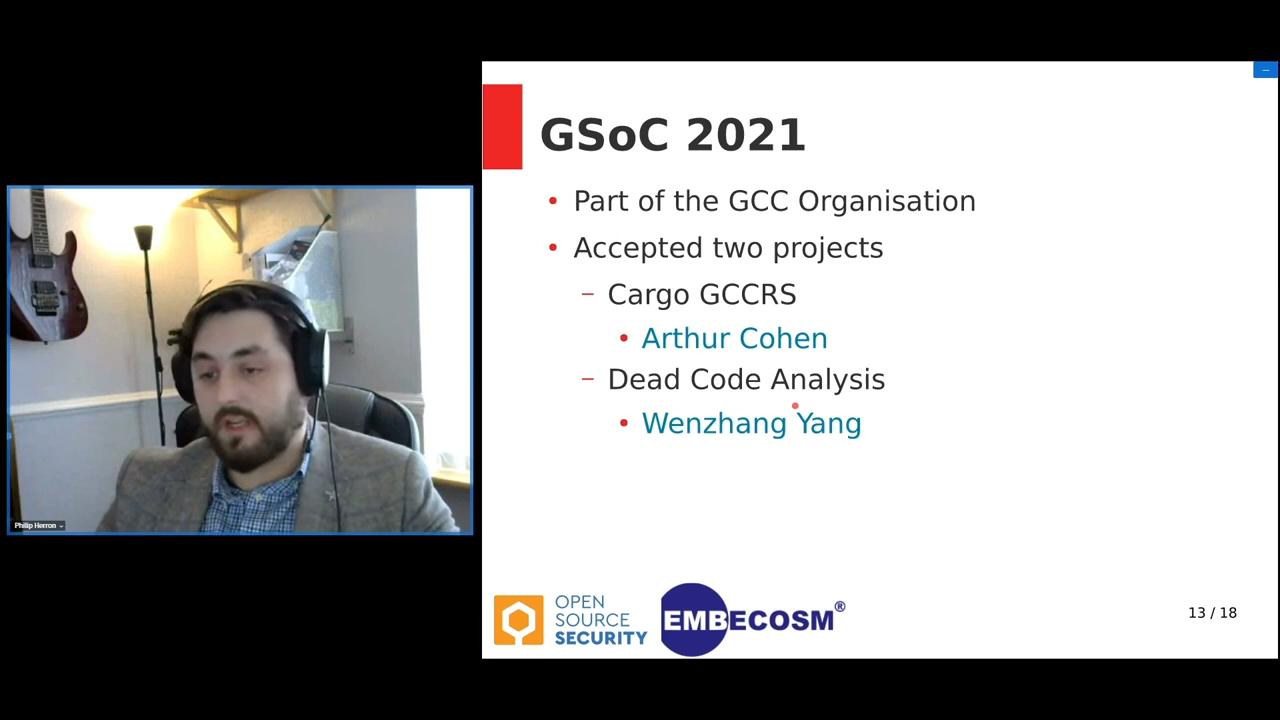 GSoC 2021
• Part of the GCC Organisation
• Accepted two projects
– Cargo GCCRS
• Arthur Cohen
– Dead Code Analysis
• Wenzhang Yang
Philip Herron
OPEN
SOURCE
SECURITY
EMBECOSM®
13 / 18